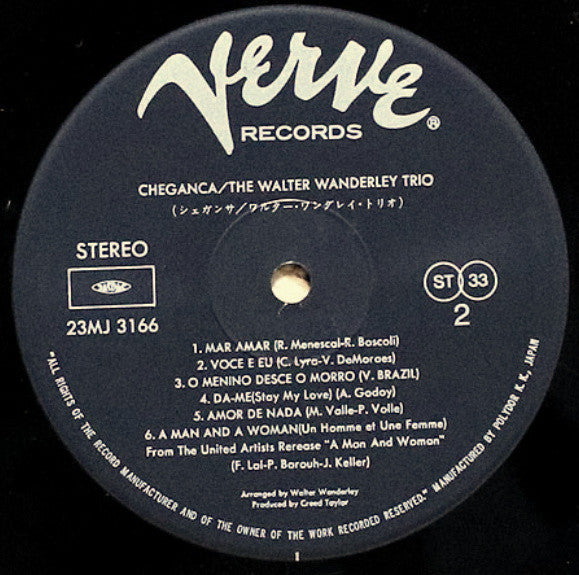 Verve®
RECORDS
CHEGANCA/THE WALTER WANDERLEY TRIO
(シェガンサ/ワルター・ワングレイ・トリオ)
STEREO
23MJ 3166
ST 33
2
1. MAR AMAR (R. Menescal-R. Boscoli)
2. VOCE E EU (C. Lyra-V. DeMoraes)
3. O MENINO DESCE O MORRO (V. BRAZIL)
4. DA-ME(Stay My Love) (A. Godoy)
5. AMOR DE NADA (M. Valle-P. Volle)
6. A MAN AND A WOMAN(Un Homme et Une Femme)
From The United Artists Rerease "A Man And Woman"
(F. Lai-P. Barouh-J. Keller)
Arranged by Walter Wanderley
Produced by Creed Taylor
"ALL RIGHTS OF THE RECORD MANUFACTURER AND OF THE OWNER OF THE WORK RECORDED RESERVED." MANUFACTURED BY POLYDOR K.K., JAPAN